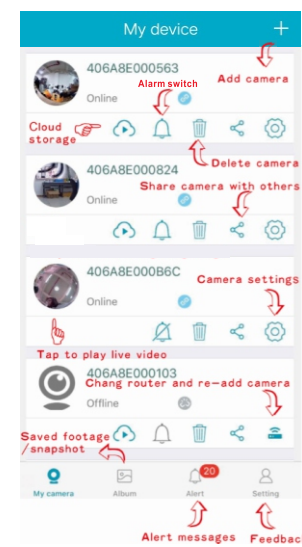 My device
+
406A8E000563
Add camera
Online
Alarm switch
Cloud
storage
Delete camera
406A8E000824
Share camera with others
Online
406A8E000B6C
Camera settings
Online
Tap to play live video
406A8E000103
Chang router and re-add camera
Offline
Saved footage
/snapshot
20
My camera
Album
Alert
Setting
Alert messages
Feedbac